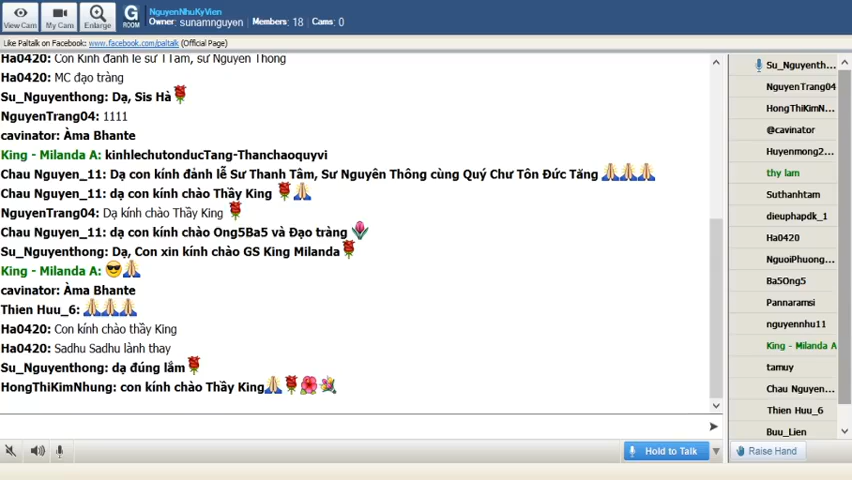 NguyenNhuKyVien
Owner: sunamnguyen Members: 18 Cams: 0
View Cam
My Cam
Enlarge
G
ROOM
Like Paltalk on Facebook: www.facebook.com/paltalk (Official Page)
Ha0420: Con Kính đảnh lễ sư TTâm, sư Nguyên Thông
Ha0420: MC đạo tràng
Su_Nguyenthong: Dạ, Sis Hà
NguyenTrang04: 1111
cavinator: Àma Bhante
King - Milanda A: kinhlechutonducTang-Thanchaoquyvi
Chau Nguyen_11: Dạ con kính đảnh lễ Sư Thanh Tâm, Sư Nguyên Thông cùng Quý Chư Tôn Đức Tăng
Chau Nguyen_11: dạ con kính chào Thầy King
NguyenTrang04: Dạ kính chào Thầy King
Chau Nguyen_11: dạ con kính chào Ong5Ba5 và Đạo tràng
Su_Nguyenthong: Dạ, Con xin kính chào GS King Milanda
King - Milanda A:
cavinator: Àma Bhante
Thien Huu_6:
Ha0420: Con kính chào thầy King
Ha0420: Sadhu Sadhu lành thay
Su_Nguyenthong: dạ đúng lắm
HongThiKimNhung: con kính chào Thầy King
Su_Nguyenth...
NguyenTrang04
HongThiKimN...
@cavinator
Huyenmong2...
thy lam
Suthanhtam
dieuphapdk_1
Ha0420
NguoiPhuong...
Ba5Ong5
Pannaramsi
nguyennhu11
King - Milanda A
tamuy
Chau Nguyen...
Thien Huu_6
Buu_Lien
Hold to Talk
Raise Hand